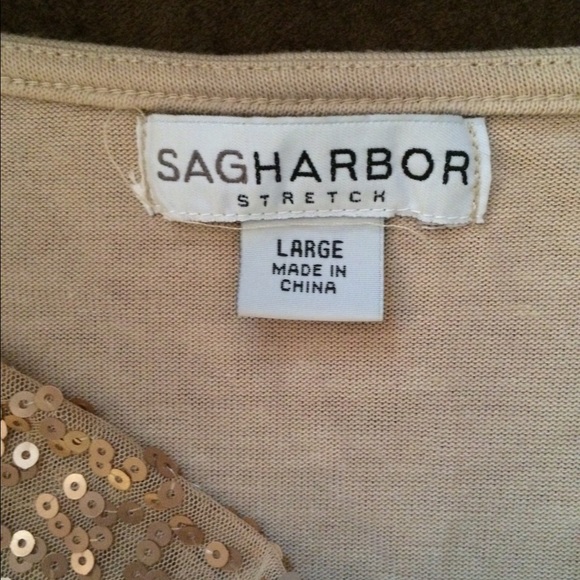 SAGHARBOR
STRETCH
LARGE
MADE IN
CHINA